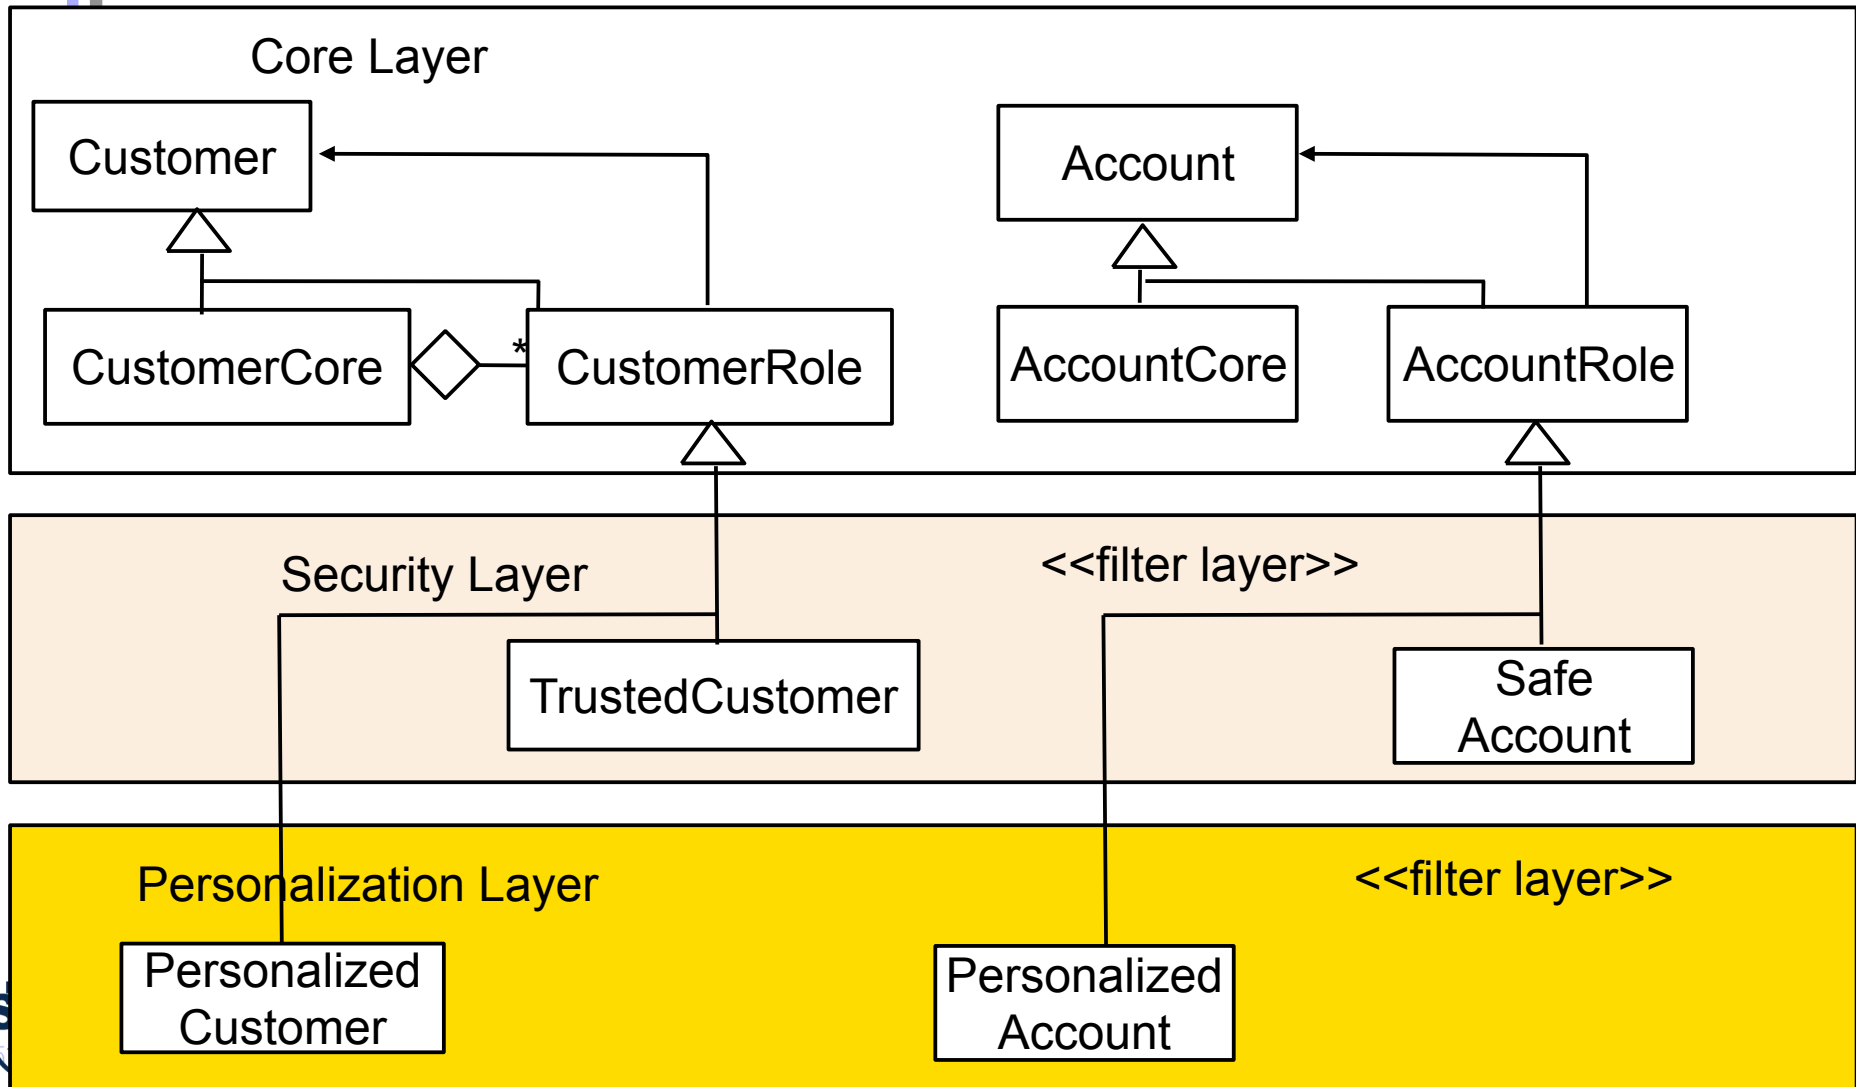 Core Layer
Customer
Account
CustomerCore
*
CustomerRole
AccountCore
AccountRole
Security Layer
<<filter layer>>
TrustedCustomer
Safe
Account
Personalization Layer
<<filter layer>>
Personalized
Customer
Personalized
Account